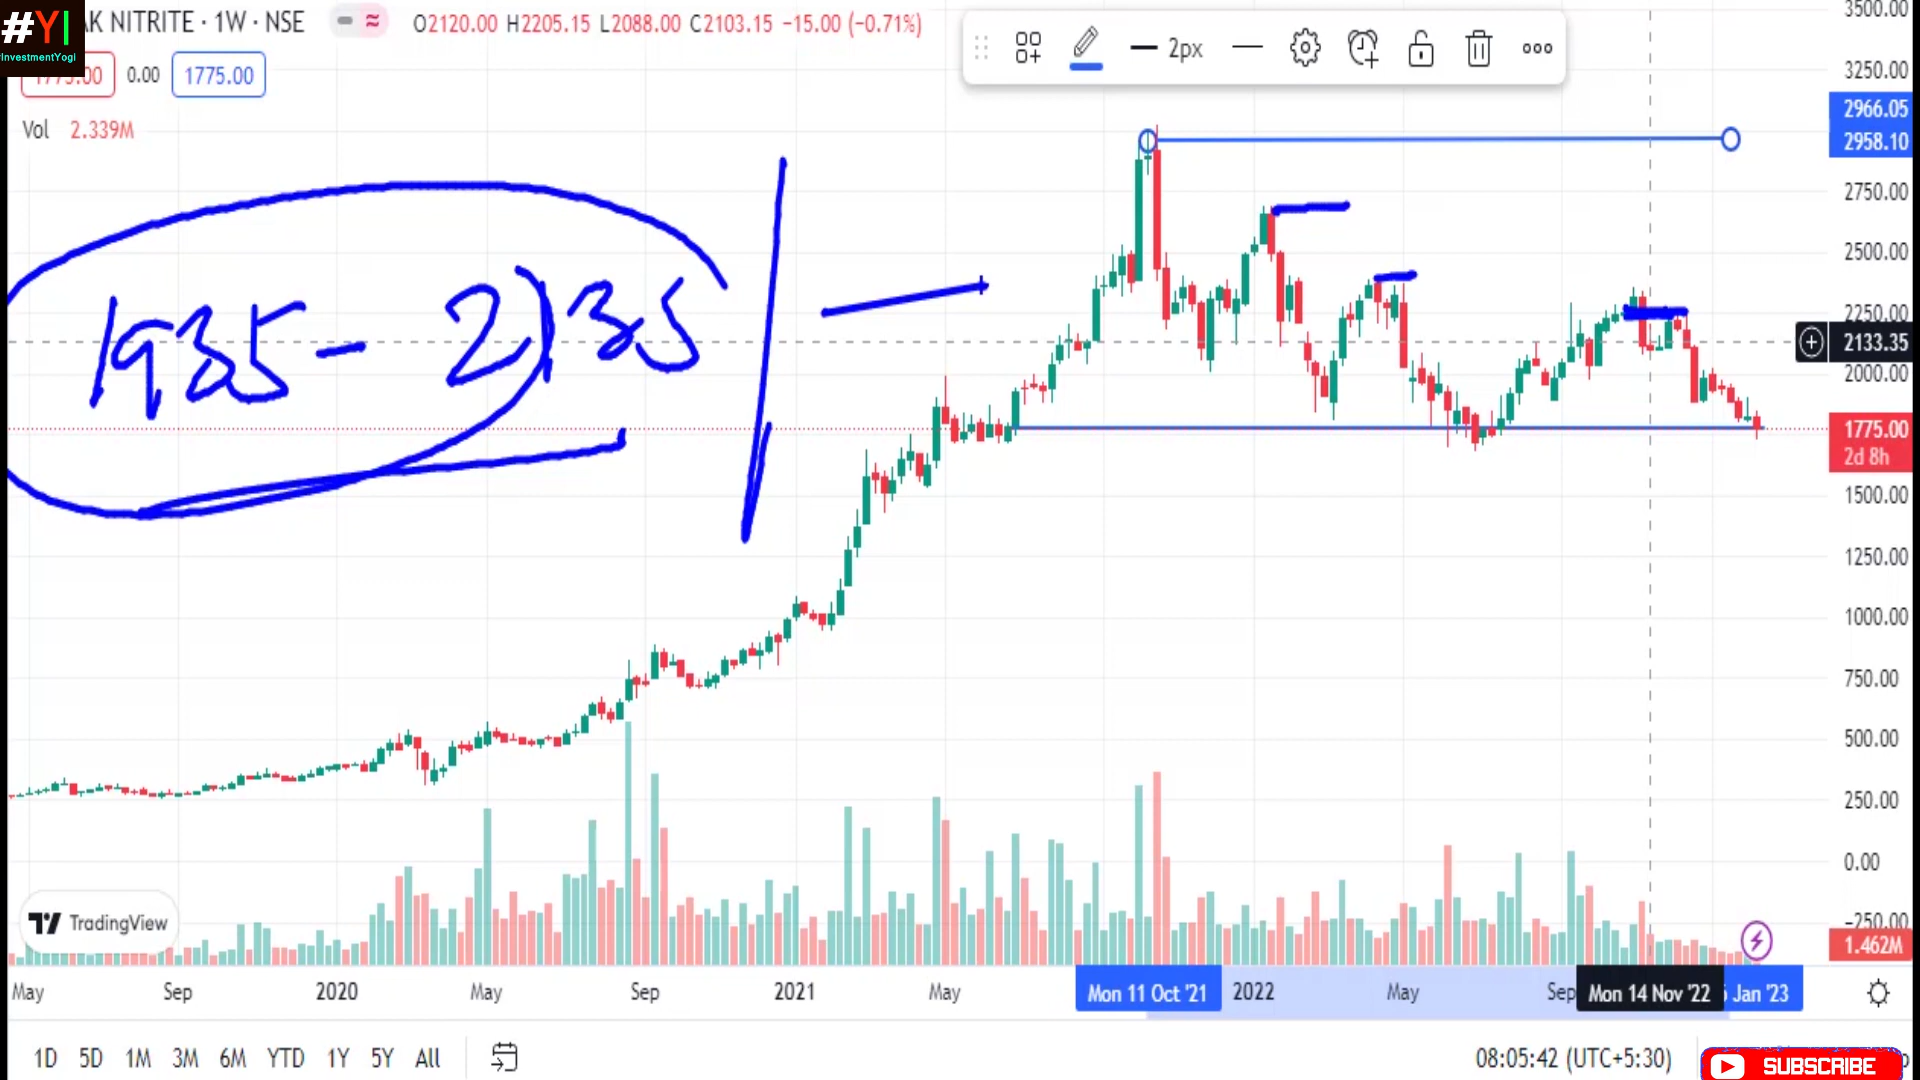 #YI
InvestmentYogi
AK NITRITE · 1W · NSE
O2120.00 H2205.15 L2088.00 C2103.15 −15.00 (−0.71%)
2px
1775.00 0.00 1775.00
Vol 2.339M
1935 - 2135
3500.00
3250.00
2966.05
2958.10
2750.00
2500.00
2250.00
2133.35
2000.00
1775.00
2d 8h
1500.00
1250.00
1000.00
750.00
500.00
250.00
0.00
−250.00
1.462M
TradingView
May Sep 2020 May Sep 2021 May Mon 11 Oct '21 2022 May Sep Mon 14 Nov '22 Jan '23
1D 5D 1M 3M 6M YTD 1Y 5Y All
08:05:42 (UTC+5:30)
SUBSCRIBE